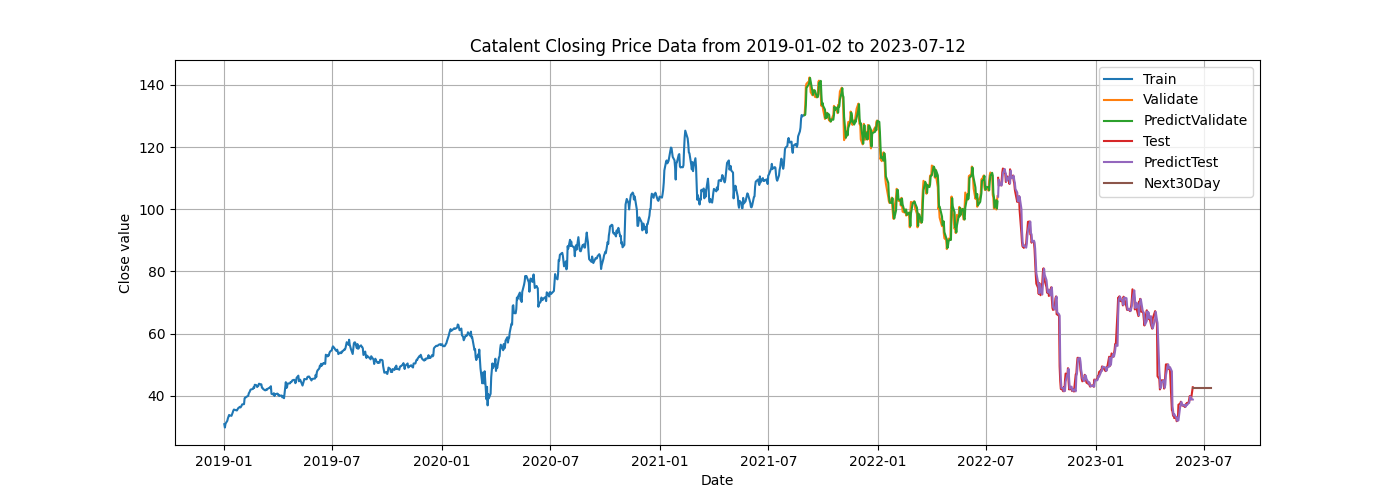 Catalent Closing Price Data from 2019-01-02 to 2023-07-12
Train
Validate
PredictValidate
Test
PredictTest
Next30Day
Close value
140
120
100
80
60
40
2019-01
2019-07
2020-01
2020-07
2021-01
2021-07
2022-01
2022-07
2023-01
2023-07
Date